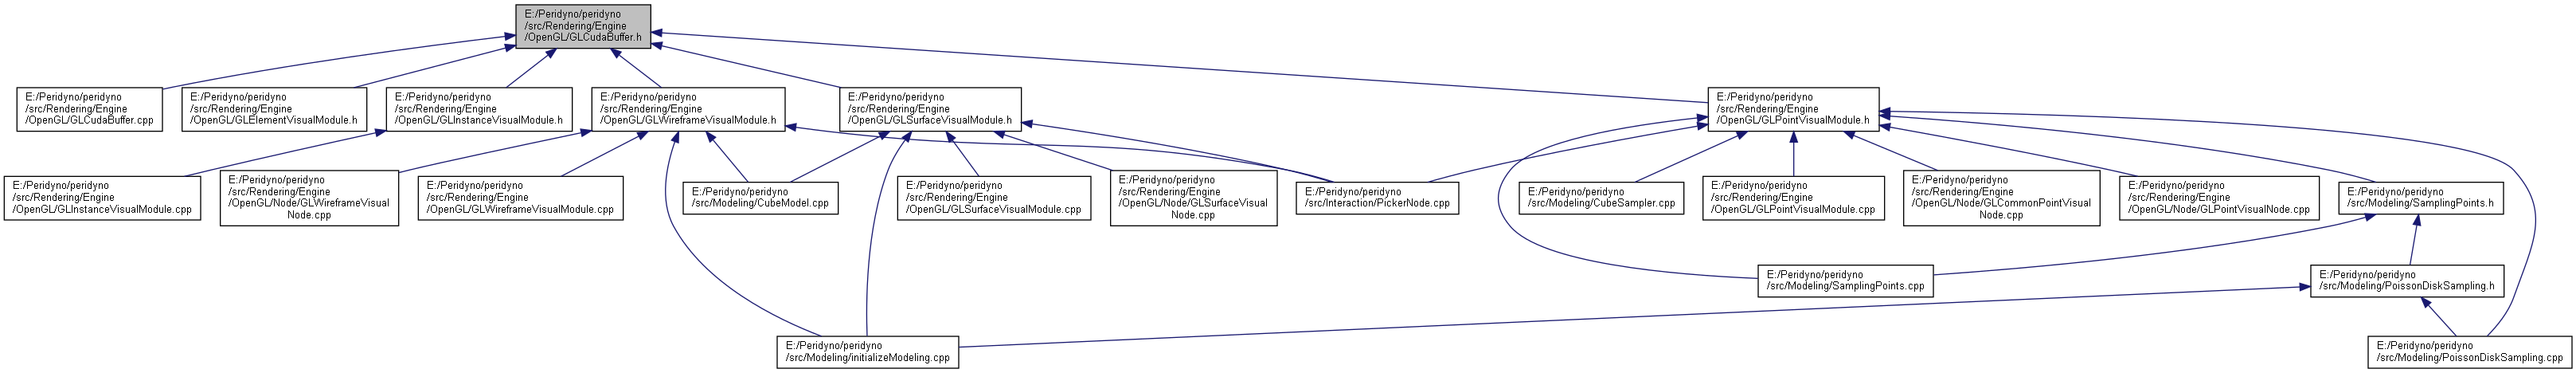 E:/Peridyno/peridyno
/src/Rendering/Engine
/OpenGL/GLCudaBuffer.h
E:/Peridyno/peridyno
/src/Rendering/Engine
/OpenGL/GLCudaBuffer.cpp
E:/Peridyno/peridyno
/src/Rendering/Engine
/OpenGL/GLElementVisualModule.h
E:/Peridyno/peridyno
/src/Rendering/Engine
/OpenGL/GLInstanceVisualModule.h
E:/Peridyno/peridyno
/src/Rendering/Engine
/OpenGL/GLWireframeVisualModule.h
E:/Peridyno/peridyno
/src/Rendering/Engine
/OpenGL/GLSurfaceVisualModule.h
E:/Peridyno/peridyno
/src/Rendering/Engine
/OpenGL/GLPointVisualModule.h
E:/Peridyno/peridyno
/src/Rendering/Engine
/OpenGL/GLInstanceVisualModule.cpp
E:/Peridyno/peridyno
/src/Rendering/Engine
/OpenGL/Node/GLWireframeVisual
Node.cpp
E:/Peridyno/peridyno
/src/Rendering/Engine
/OpenGL/GLWireframeVisualModule.cpp
E:/Peridyno/peridyno
/src/Modeling/CubeModel.cpp
E:/Peridyno/peridyno
/src/Rendering/Engine
/OpenGL/GLSurfaceVisualModule.cpp
E:/Peridyno/peridyno
/src/Rendering/Engine
/OpenGL/Node/GLSurfaceVisual
Node.cpp
E:/Peridyno/peridyno
/src/Interaction/PickerNode.cpp
E:/Peridyno/peridyno
/src/Modeling/CubeSampler.cpp
E:/Peridyno/peridyno
/src/Rendering/Engine
/OpenGL/GLPointVisualModule.cpp
E:/Peridyno/peridyno
/src/Rendering/Engine
/OpenGL/Node/GLCommonPointVisual
Node.cpp
E:/Peridyno/peridyno
/src/Rendering/Engine
/OpenGL/Node/GLPointVisualNode.cpp
E:/Peridyno/peridyno
/src/Modeling/SamplingPoints.h
E:/Peridyno/peridyno
/src/Modeling/SamplingPoints.cpp
E:/Peridyno/peridyno
/src/Modeling/PoissonDiskSampling.h
E:/Peridyno/peridyno
/src/Modeling/initializeModeling.cpp
E:/Peridyno/peridyno
/src/Modeling/PoissonDiskSampling.cpp